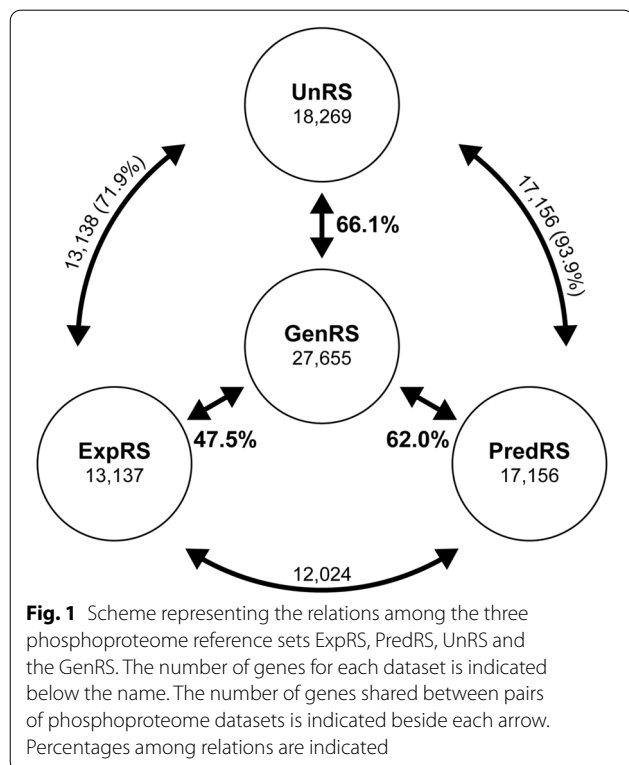 UnRS
18,269
13,138 (71.9%)
17,156 (93.9%)
66.1%
GenRS
27,655
47.5%
62.0%
ExpRS
13,137
PredRS
17,156
12,024
Fig. 1 Scheme representing the relations among the three
phosphoproteome reference sets ExpRS, PredRS, UnRS and
the GenRS. The number of genes for each dataset is indicated
below the name. The number of genes shared between pairs
of phosphoproteome datasets is indicated beside each arrow.
Percentages among relations are indicated